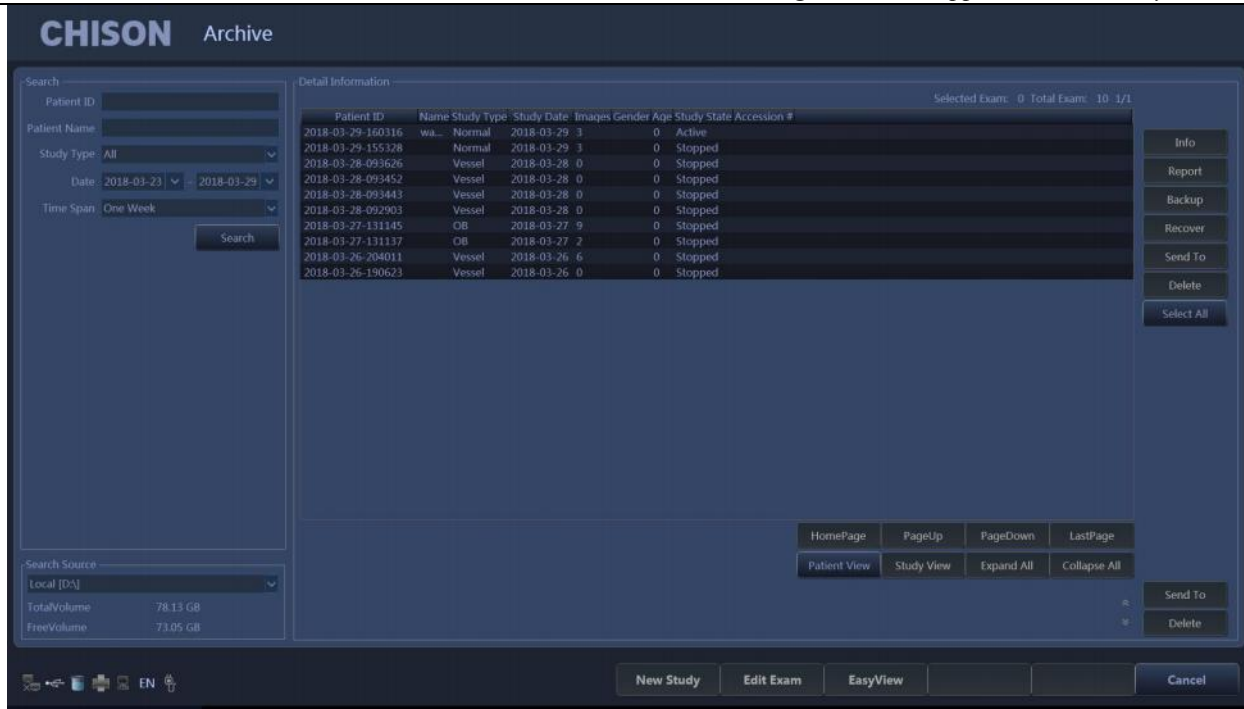 CHISON Archive
Search
Patient ID
Patient Name
Study Type All
Date 2018-03-23 - 2018-03-29
Time Span One Week
Search
Detail Information
Selected Exam: 0 Total Exam: 10 1/1
Patient ID Name Study Type Study Date Images Gender Age Study State Accession #
2018-03-29-160316 wa... Normal 2018-03-29 3 0 Active
2018-03-29-155328 Normal 2018-03-29 3 0 Stopped
2018-03-28-093626 Vessel 2018-03-28 0 0 Stopped
2018-03-28-093452 Vessel 2018-03-28 0 0 Stopped
2018-03-28-093443 Vessel 2018-03-28 0 0 Stopped
2018-03-28-092903 Vessel 2018-03-28 0 0 Stopped
2018-03-27-131145 OB 2018-03-27 9 0 Stopped
2018-03-27-131137 OB 2018-03-27 2 0 Stopped
2018-03-26-204011 Vessel 2018-03-26 6 0 Stopped
2018-03-26-190623 Vessel 2018-03-26 0 0 Stopped
Info
Report
Backup
Recover
Send To
Delete
Select All
HomePage PageUp PageDown LastPage
Patient View Study View Expand All Collapse All
Search Source
Local [D:\]
TotalVolume 78.13 GB
FreeVolume 73.05 GB
Send To
Delete
EN
New Study Edit Exam EasyView Cancel